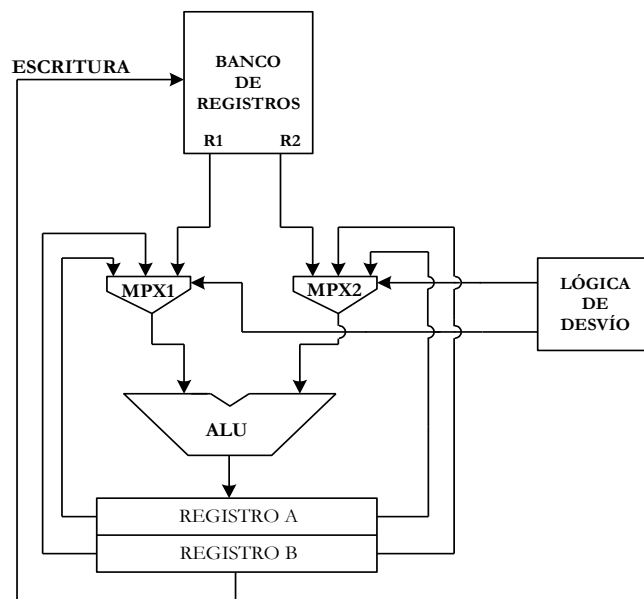 BANCO
DE
REGISTROS
R1 R2
ESCRITURA
MPX1
MPX2
LÓGICA
DE
DESVÍO
ALU
REGISTRO A
REGISTRO B